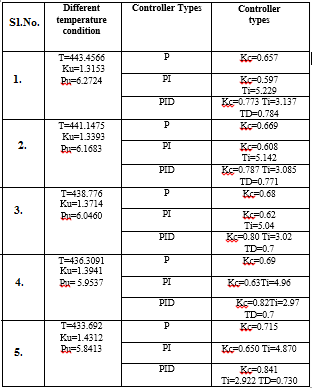 Sl.No.
Different
temperature
condition
Controller Types
Controller
types
1.
T=443.4566
Ku=1.3153
Pu=6.2724
P
Kc=0.657
PI
Kc=0.597
Ti=5.229
PID
Kc=0.773 Ti=3.137
TD=0.784
2.
T=441.1475
Ku=1.3393
Pu=6.1683
P
Kc=0.669
PI
Kc=0.608
Ti=5.142
PID
Kc=0.787 Ti=3.085
TD=0.771
3.
T=438.776
Ku=1.3714
Pu=6.0460
P
Kc=0.68
PI
Kc=0.62
Ti=5.04
PID
Kc=0.80 Ti=3.02
TD=0.7
4.
T=436.3091
Ku=1.3941
Pu= 5.9537
P
Kc=0.69
PI
Kc=0.63Ti=4.96
PID
Kc=0.82Ti=2.97
TD=0.7
5.
T=433.692
Ku=1.4312
Pu=5.8413
P
Kc=0.715
PI
Kc=0.650 Ti=4.870
PID
Kc=0.841
Ti=2.922 TD=0.730